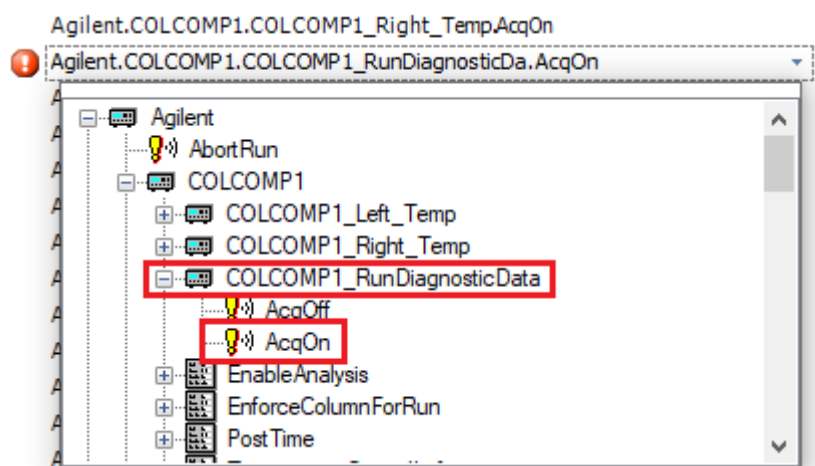 Agilent.COLCOMP1.COLCOMP1_Right_Temp.AcqOn
Agilent.COLCOMP1.COLCOMP1_RunDiagnosticDa.AcqOn
Agilent
AbortRun
COLCOMP1
COLCOMP1_Left_Temp
COLCOMP1_Right_Temp
COLCOMP1_RunDiagnosticData
AcqOff
AcqOn
EnableAnalysis
EnforceColumnForRun
PostTime